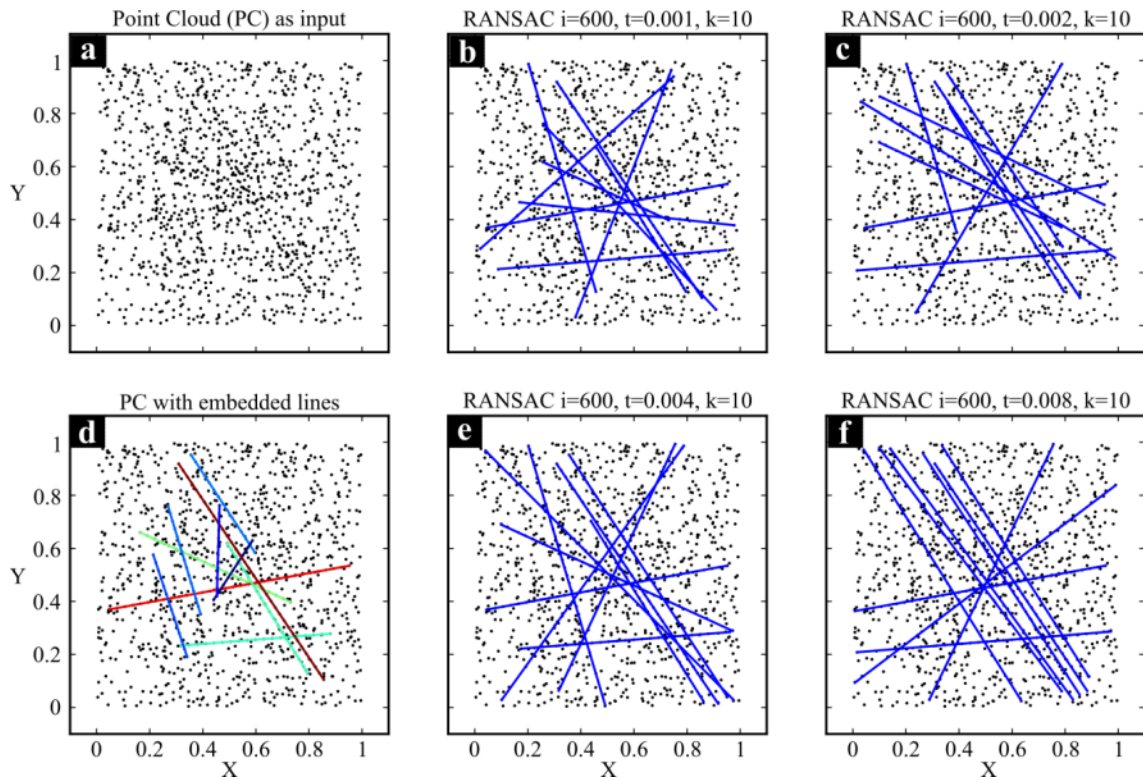 Point Cloud (PC) as input
RANSAC i=600, t=0.001, k=10
RANSAC i=600, t=0.002, k=10
a
b
c
1
0.8
0.6
Y
0.4
0.2
0
PC with embedded lines
RANSAC i=600, t=0.004, k=10
RANSAC i=600, t=0.008, k=10
d
e
f
1
0.8
0.6
Y
0.4
0.2
0
0 0.2 0.4 0.6 0.8 1
0 0.2 0.4 0.6 0.8 1
0 0.2 0.4 0.6 0.8 1
X
X
X